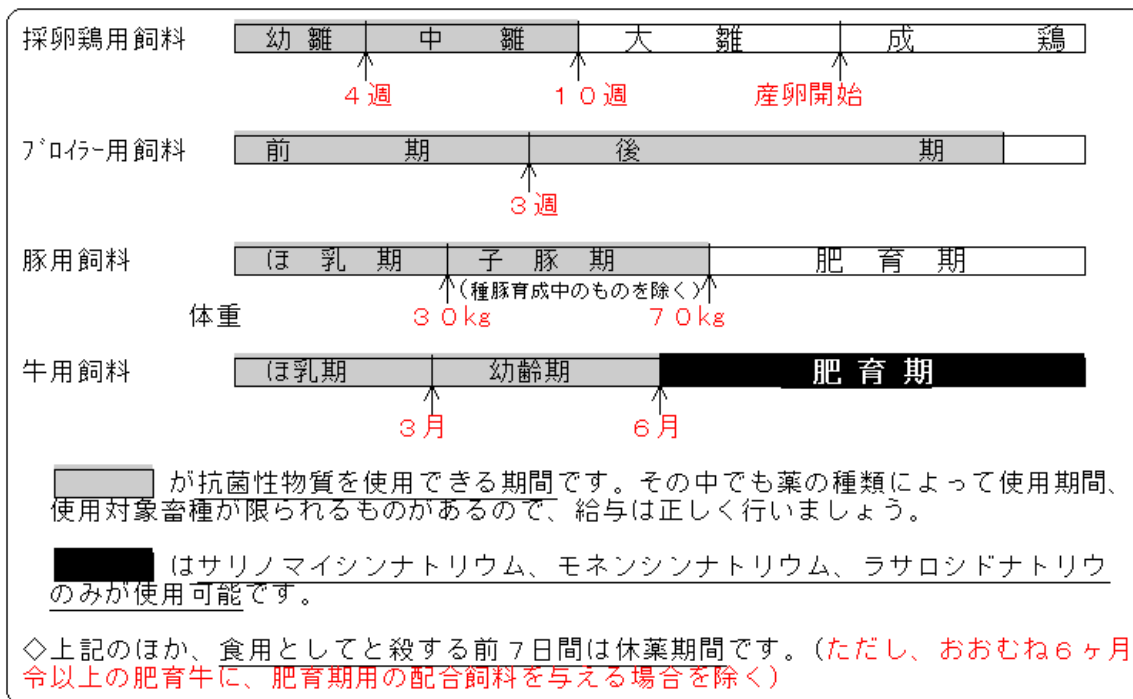 採卵鶏用飼料 幼雛 中雛 大雛 成鶏
4週 10週 産卵開始
ブロイラー用飼料 前期 後期
3週
豚用飼料 ほ乳期 子豚期 肥育期
(種豚育成中のものを除く)
体重 30kg 70kg
牛用飼料 ほ乳期 幼齢期 肥育期
3月 6月
が抗菌性物質を使用できる期間です。その中でも薬の種類によって使用期間、
使用対象畜種が限られるものがあるので、給与は正しく行いましょう。
はサリノマイシンナトリウム、モネンシンナトリウム、ラサロシドナトリウ
のみが使用可能です。
◇上記のほか、食用としてと殺する前7日間は休薬期間です。(ただし、おおむね6ヶ月
令以上の肥育牛に、肥育期用の配合飼料を与える場合を除く)